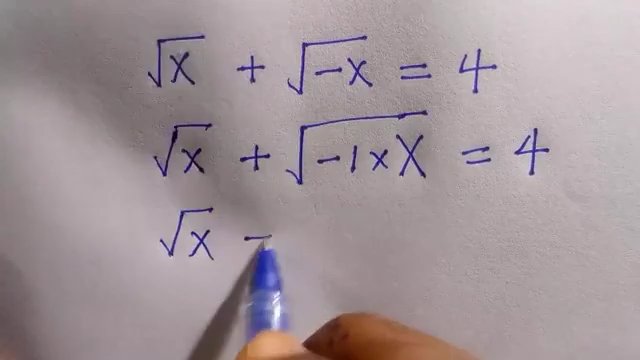 √x + √-x = 4
√x + √-1×X = 4
√x -